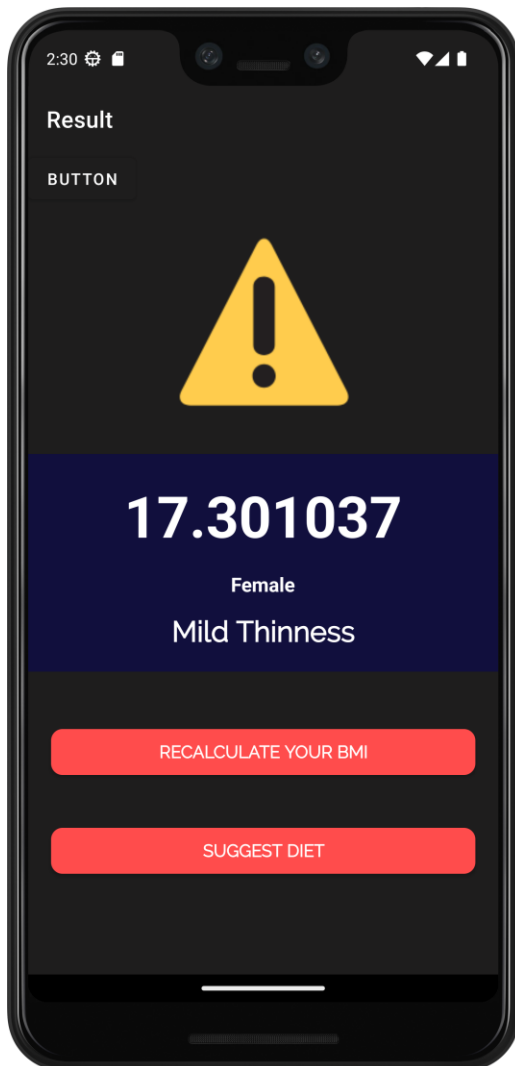 2:30
Result
BUTTON
17.301037
Female
Mild Thinness
RECALCULATE YOUR BMI
SUGGEST DIET